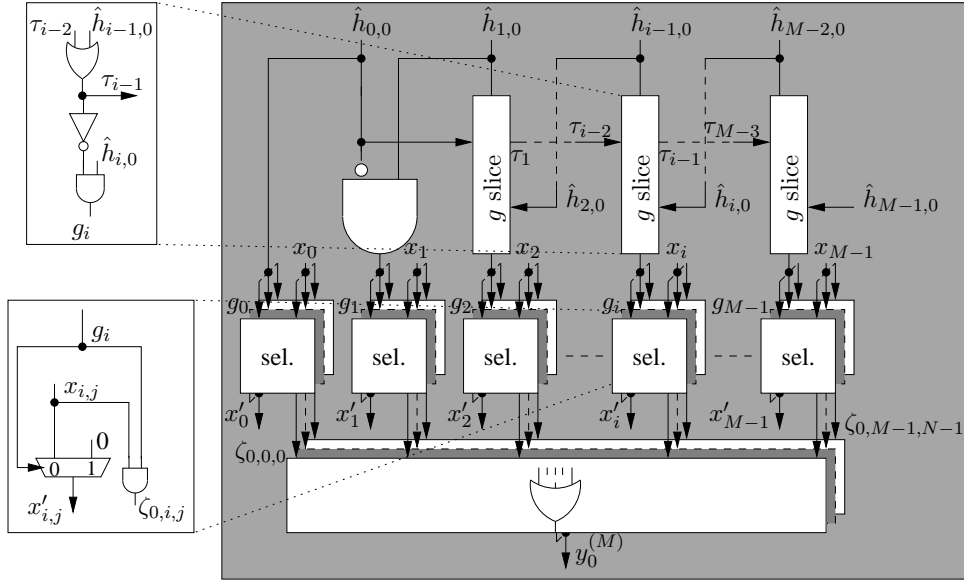 τ_{i−2} ĥ_{i−1,0}
τ_{i−1}
ĥ_{i,0}
g_i
ĥ_{0,0} ĥ_{1,0} ĥ_{i−1,0} ĥ_{M−2,0}
τ_1 τ_{i−2} τ_{i−1} τ_{M−3}
g slice g slice g slice
ĥ_{2,0} ĥ_{i,0} ĥ_{M−1,0}
x_0 x_1 x_2 x_i x_{M−1}
g_0 g_1 g_2 g_i g_{M−1}
sel. sel. sel. sel. sel.
x′_0 x′_1 x′_2 x′_i x′_{M−1} ζ_{0,M−1,N−1}
ζ_{0,0,0}
y_0^{(M)}
g_i
x_{i,j}
0
0 1
x′_{i,j} ζ_{0,i,j}